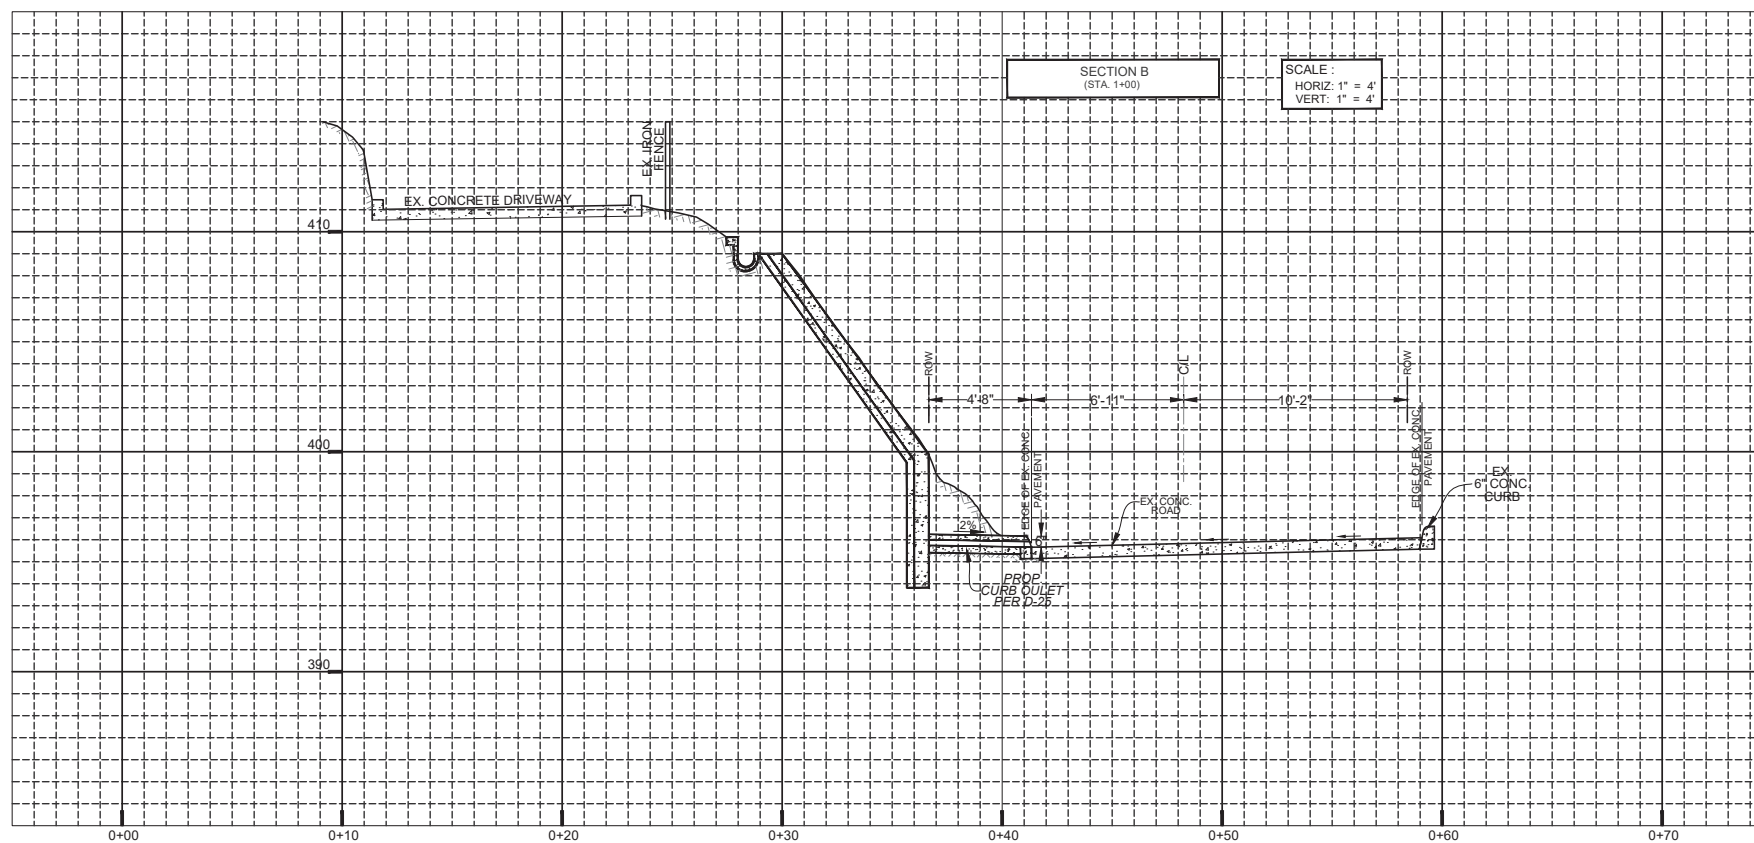 SECTION B
(STA. 1+00)
SCALE :
HORIZ: 1" = 4'
VERT: 1" = 4'
EX. IRON
FENCE
EX. CONCRETE DRIVEWAY
410
400
390
ROW
C/L
ROW
4'-8"
6'-11"
10'-2"
EDGE OF EX. CONC.
PAVEMENT
EDGE OF EX. CONC.
PAVEMENT
EX.
6" CONC.
CURB
EX. CONC.
ROAD
2%
6"
PROP.
CURB OULET
PER D-25
0+00
0+10
0+20
0+30
0+40
0+50
0+60
0+70